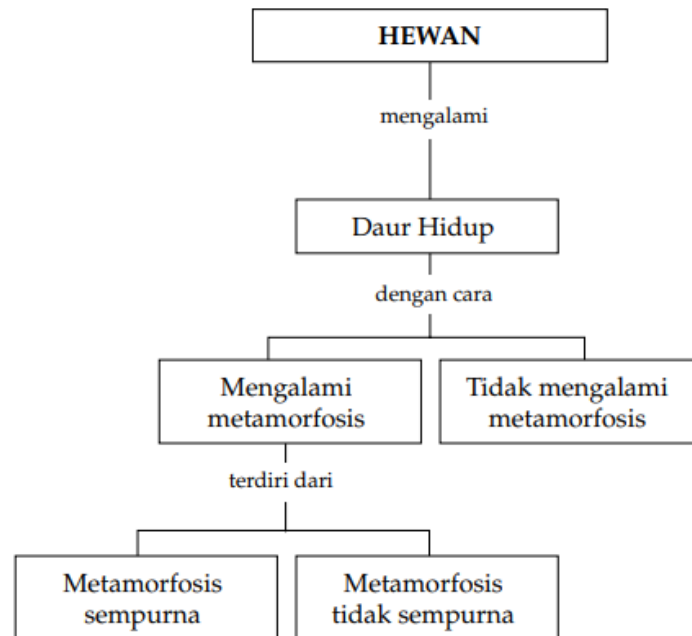 HEWAN
mengalami
Daur Hidup
dengan cara
Mengalami
metamorfosis
Tidak mengalami
metamorfosis
terdiri dari
Metamorfosis
sempurna
Metamorfosis
tidak sempurna